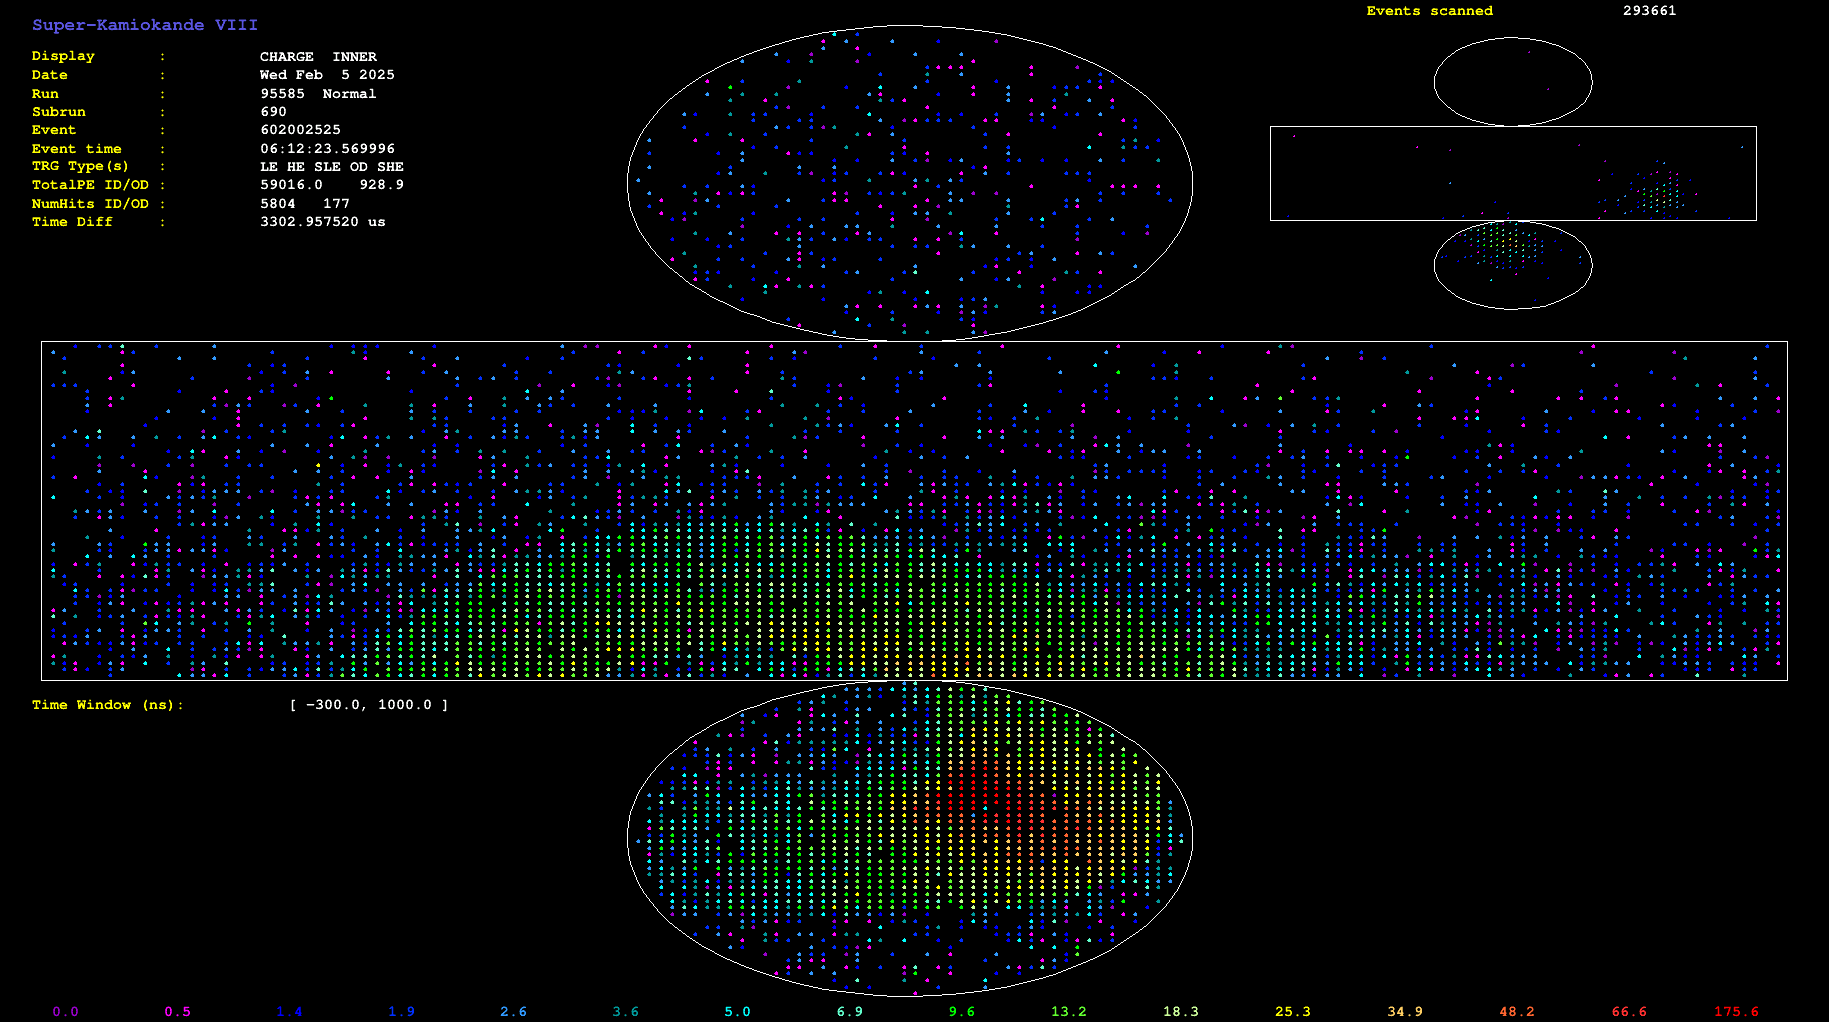 Super-Kamiokande VIII
Events scanned 293661
Display : CHARGE INNER
Date : Wed Feb 5 2025
Run : 95585 Normal
Subrun : 690
Event : 602002525
Event time : 06:12:23.569996
TRG Type(s) : LE HE SLE OD SHE
TotalPE ID/OD : 59016.0 928.9
NumHits ID/OD : 5804 177
Time Diff : 3302.957520 us
Time Window (ns): [ -300.0, 1000.0 ]
0.0 0.5 1.4 1.9 2.6 3.6 5.0 6.9 9.6 13.2 18.3 25.3 34.9 48.2 66.6 175.6